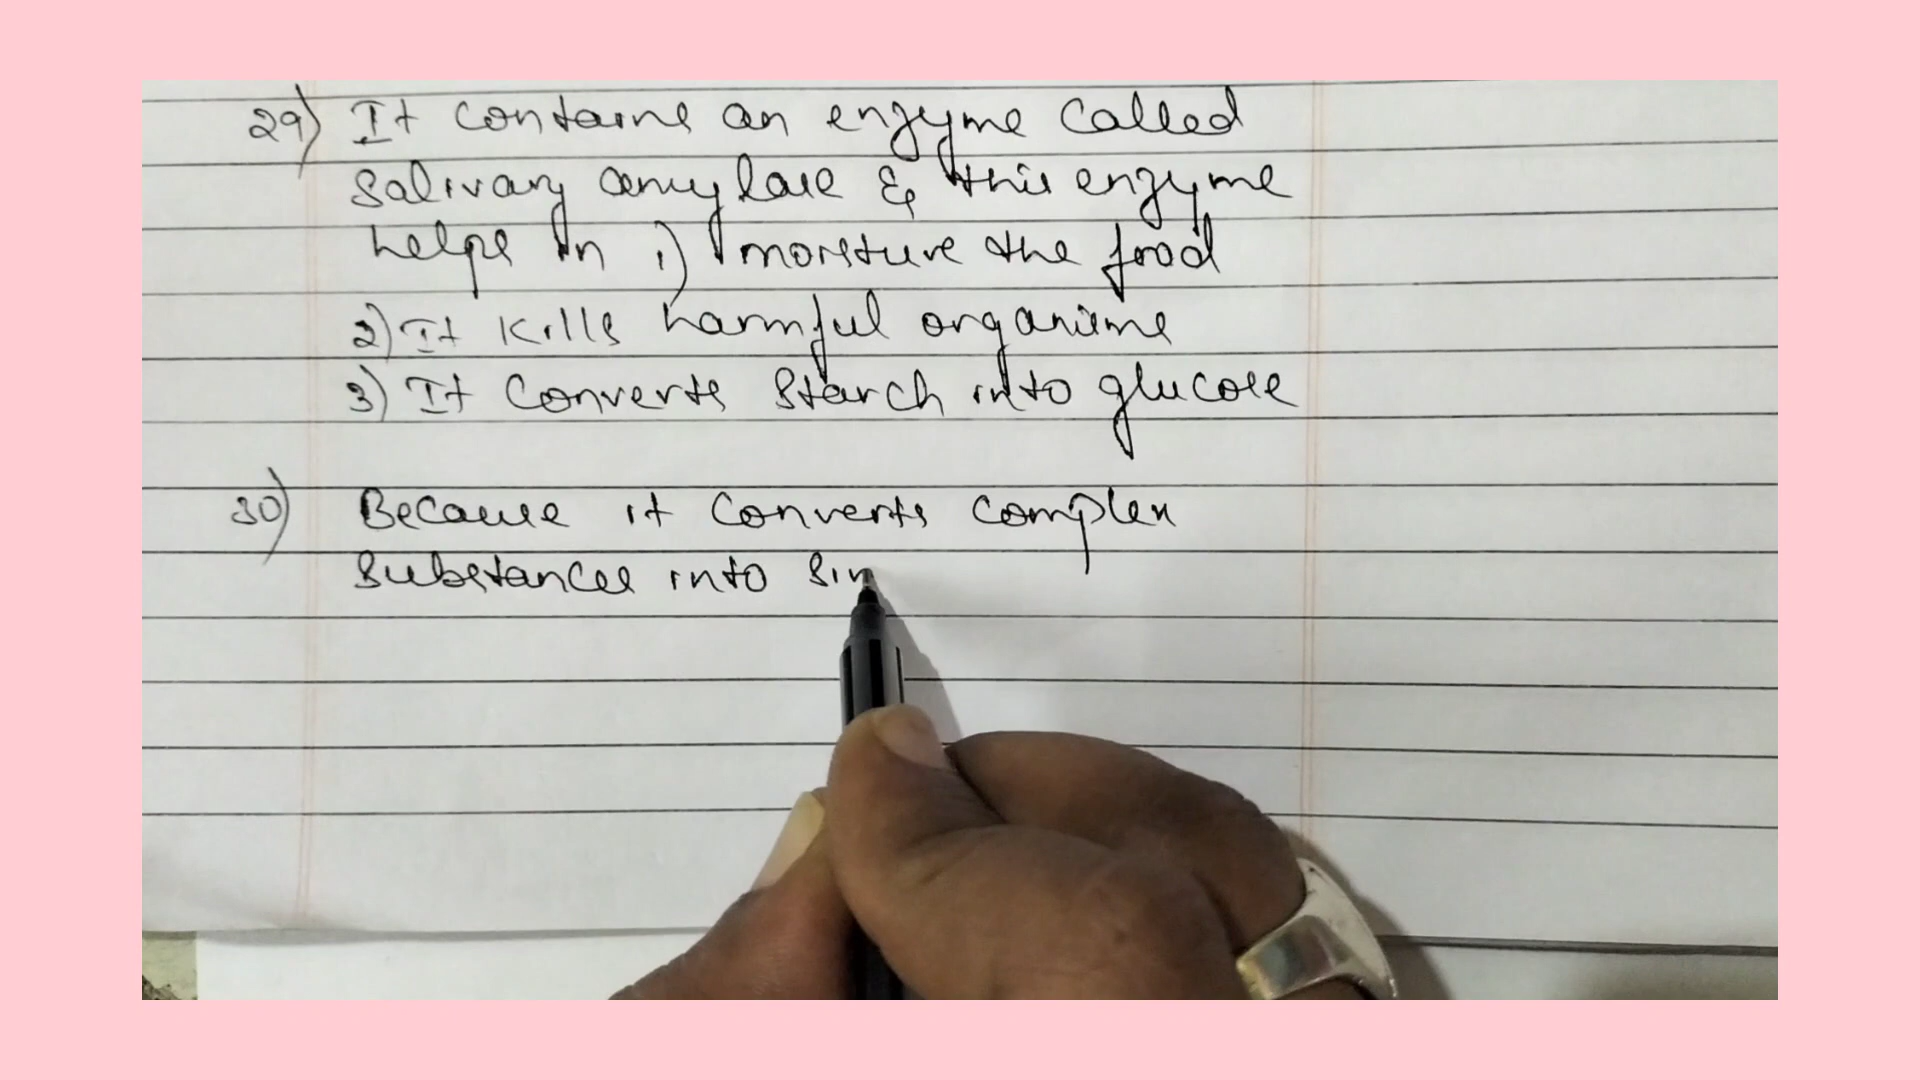 29) It contains an enzyme called
salivary amylase & this enzyme
helps in 1) moisture the food
2) It kills harmful organisms
3) It converts starch into glucose
30) Because it converts complex
substances into sim